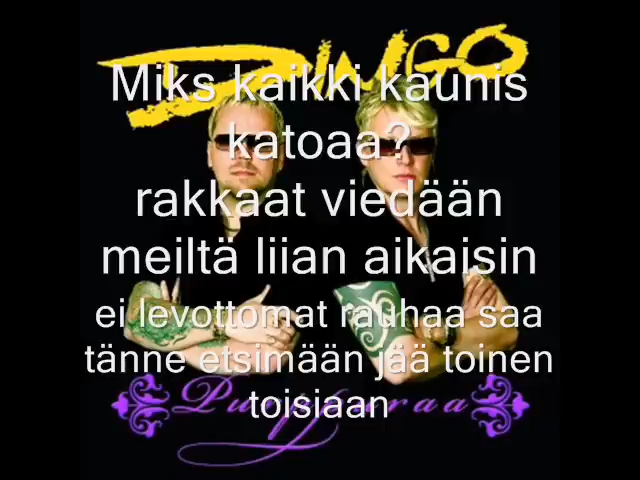 DINGO
Miks kaikki kaunis
katoaa?
rakkaat viedään
meiltä liian aikaisin
ei levottomat rauhaa saa
tänne etsimään jää toinen
toisiaan
Purppuraa